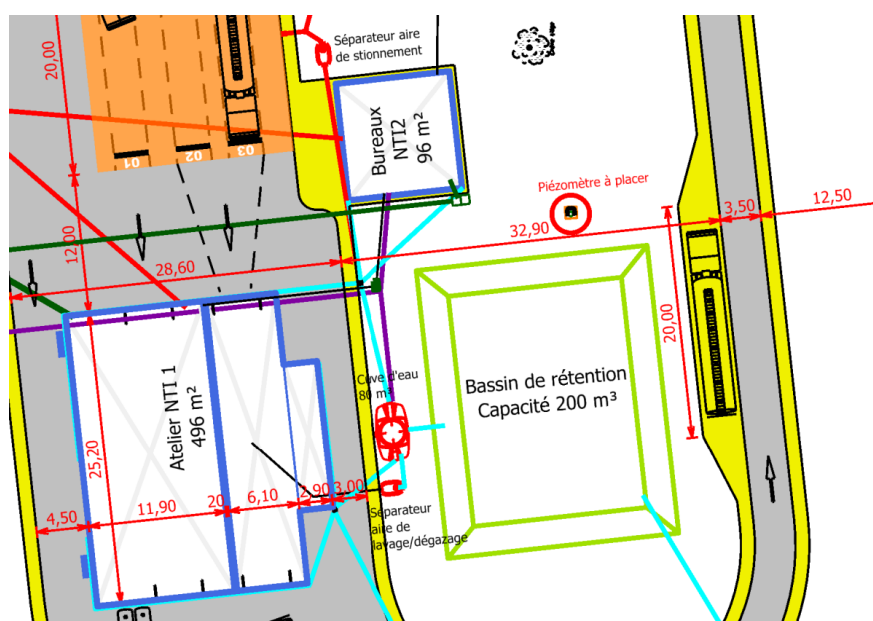 Séparateur aire
de stionnement
20,00
Bureaux
NTI2
96 m²
01
02
03
Piézomètre à placer
3,50
12,50
32,90
12,00
28,60
20,00
Cuve d'eau
80 m³
Bassin de rétention
Capacité 200 m³
Atelier NTI 1
496 m²
25,20
4,50
11,90
20
6,10
2,90
3,00
Séparateur
aire de
lavage/dégazage